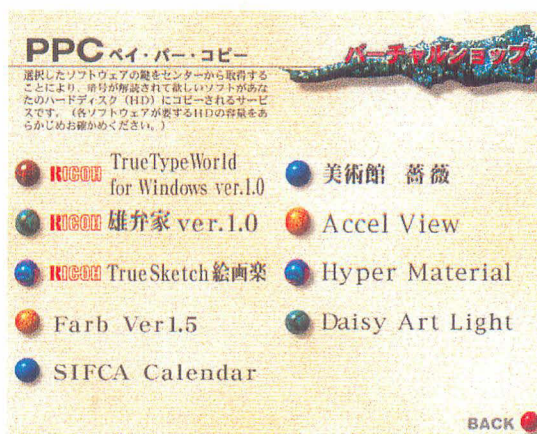 PPC ペイ・パー・コピー
バーチャルショップ
選択したソフトウェアの鍵をセンターから取得する
ことにより、暗号が解読されて欲しいソフトがあな
たのハードディスク（HD）にコピーされるサービ
スです。（各ソフトウェアが要するHDの容量をあ
らかじめお確かめください。）
RICOH TrueTypeWorld
for Windows ver.1.0
RICOH 雄弁家 ver.1.0
RICOH TrueSketch 絵画楽
Farb Ver1.5
SIFCA Calendar
美術館 薔薇
Accel View
Hyper Material
Daisy Art Light
BACK